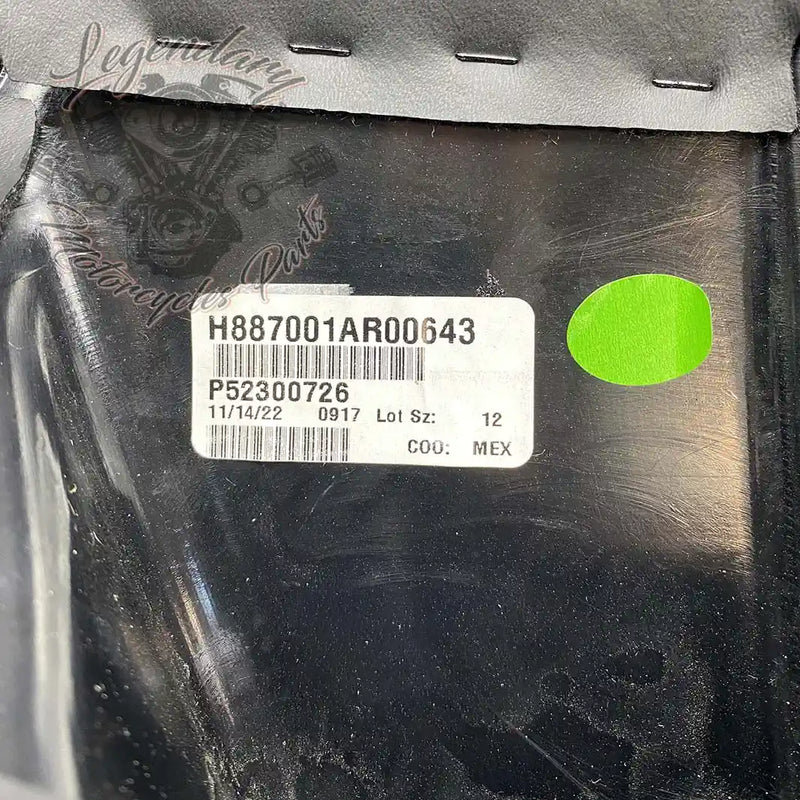 Legendary
Motorcycles Parts
H887001AR00643
P52300726
11/14/22 0917 Lot Sz: 12
COO: MEX